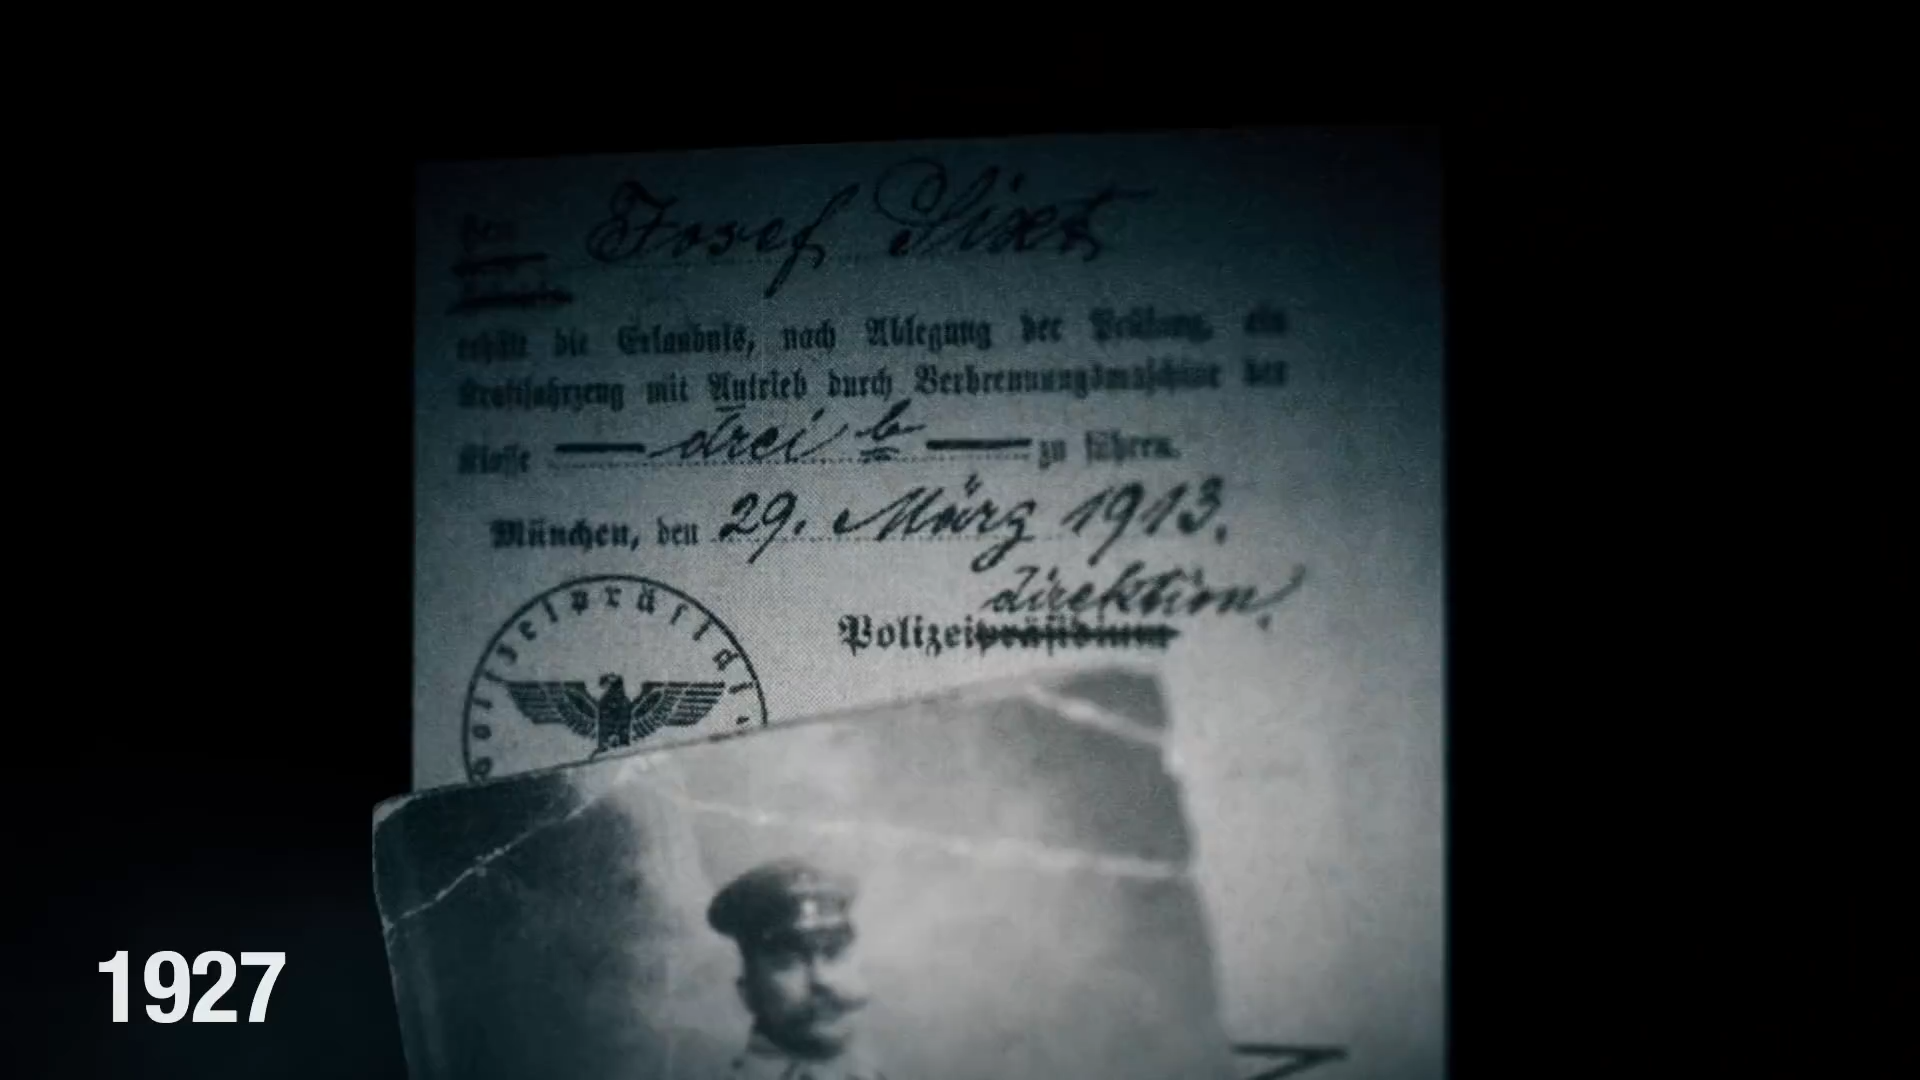 Josef Sixt
erhält die Erlaubnis, nach Ablegung der Prüfung, ein
Kraftfahrzeug mit Antrieb durch Verbrennungsmaschine der
Klasse drei b zu führen.
München, den 29. März 1913.
direktion
Polizeipräsidium
1927